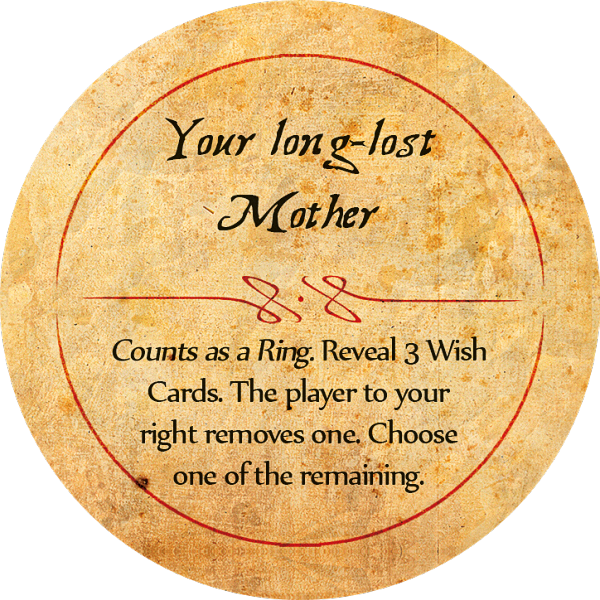 Your long-lost
Mother
Counts as a Ring. Reveal 3 Wish
Cards. The player to your
right removes one. Choose
one of the remaining.